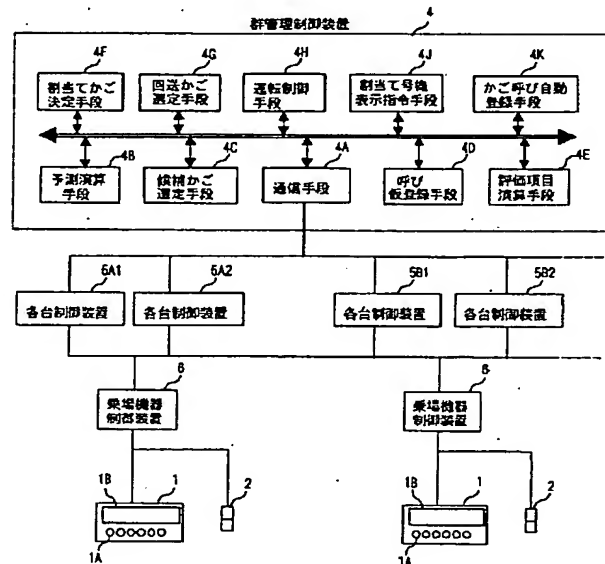 群管理制御装置
4
4F
4G
4H
4J
4K
割当てかご
決定手段
回送かご
選定手段
運転制御
手段
割当て号機
表示指令手段
かご呼び自動
登録手段
予測演算
手段
4B
候補かご
選定手段
4C
通信手段
4A
呼び
仮登録手段
4D
評価項目
演算手段
4E
5A1
5A2
5B1
5B2
各台制御装置
各台制御装置
各台制御装置
各台制御装置
6
6
乗場機器
制御装置
乗場機器
制御装置
1B
1
2
1B
1
2
1A
1A